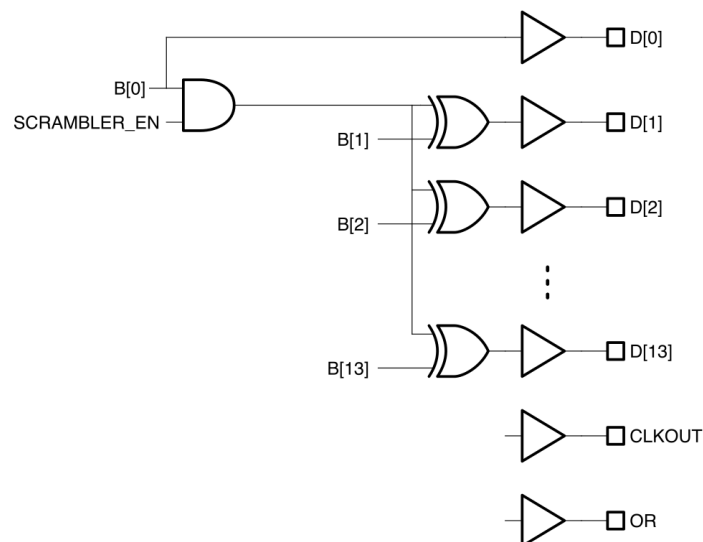 D[0]
B[0]
SCRAMBLER_EN
D[1]
B[1]
D[2]
B[2]
D[13]
B[13]
CLKOUT
OR